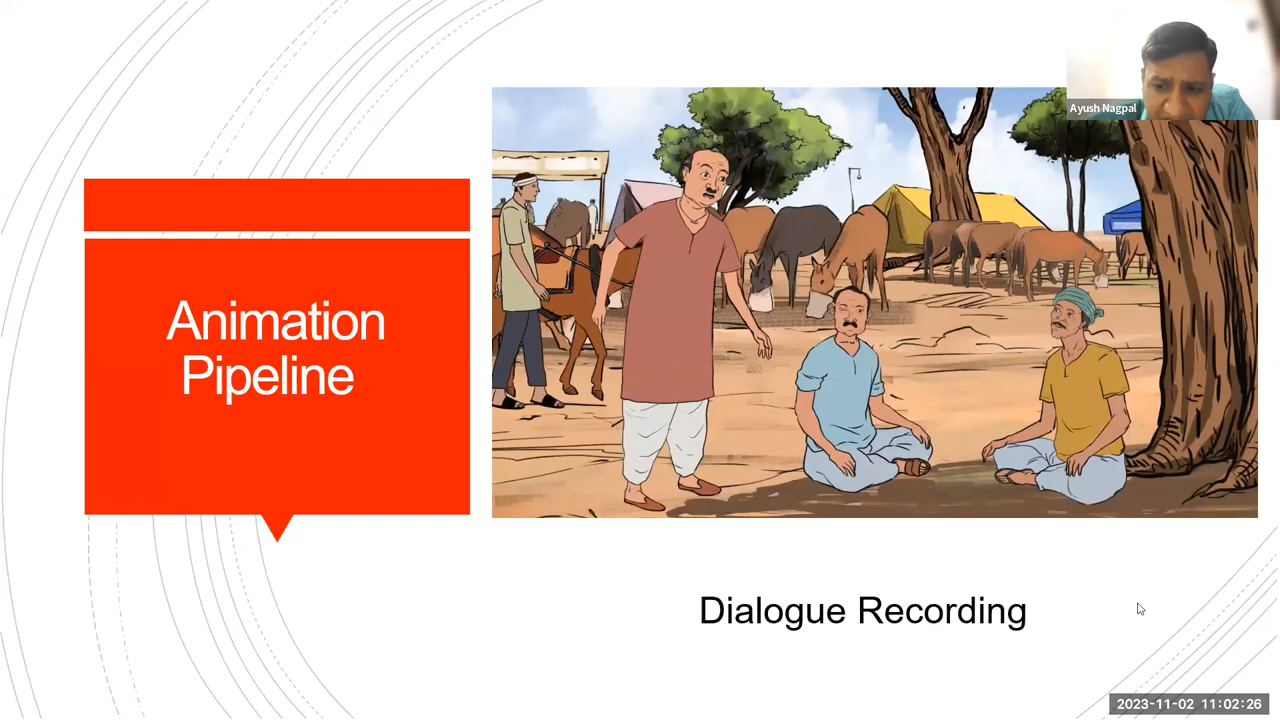 Ayush Nagpal
Animation
Pipeline
Dialogue Recording
2023-11-02 11:02:26